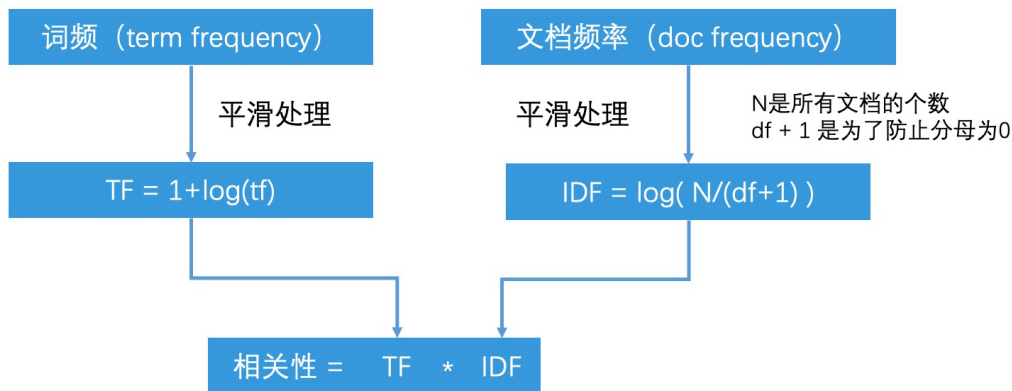 词频（term frequency）
文档频率（doc frequency）
平滑处理
平滑处理
N是所有文档的个数
df + 1 是为了防止分母为0
TF = 1+log(tf)
IDF = log( N/(df+1) )
相关性 = TF * IDF